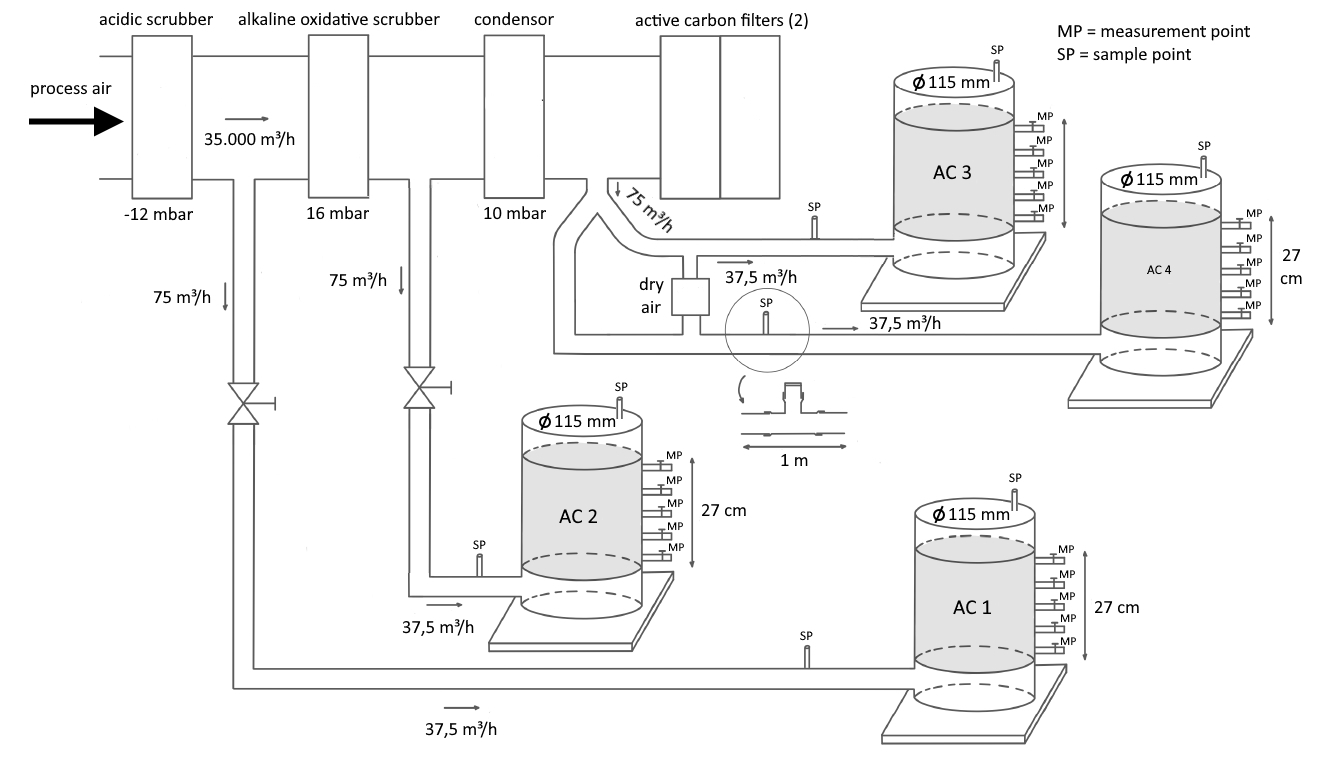 acidic scrubber
alkaline oxidative scrubber
condensor
active carbon filters (2)
MP = measurement point
SP = sample point
process air
35.000 m³/h
-12 mbar
16 mbar
10 mbar
75 m³/h
75 m³/h
75 m³/h
SP
Ø 115 mm
AC 3
MP
MP
MP
MP
MP
SP
37,5 m³/h
dry
air
SP
37,5 m³/h
1 m
SP
Ø 115 mm
AC 4
MP
MP
MP
MP
MP
27
cm
SP
Ø 115 mm
AC 2
MP
MP
MP
MP
MP
27 cm
SP
37,5 m³/h
SP
Ø 115 mm
AC 1
MP
MP
MP
MP
MP
27 cm
SP
37,5 m³/h